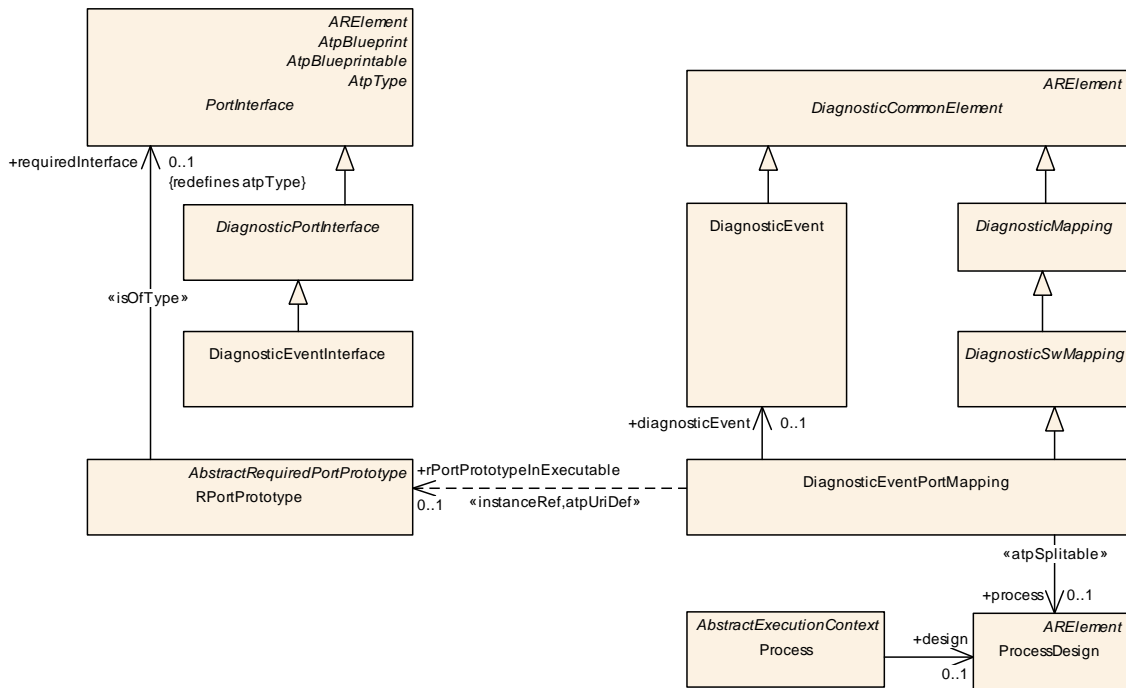 ARElement
AtpBlueprint
AtpBlueprintable
AtpType
PortInterface
ARElement
DiagnosticCommonElement
+requiredInterface
0..1
{redefines atpType}
DiagnosticPortInterface
DiagnosticEvent
DiagnosticMapping
«isOfType»
DiagnosticEventInterface
DiagnosticSwMapping
+diagnosticEvent
0..1
AbstractRequiredPortPrototype
RPortPrototype
+rPortPrototypeInExecutable
0..1
«instanceRef,atpUriDef»
DiagnosticEventPortMapping
«atpSplitable»
+process
0..1
AbstractExecutionContext
Process
+design
0..1
ARElement
ProcessDesign